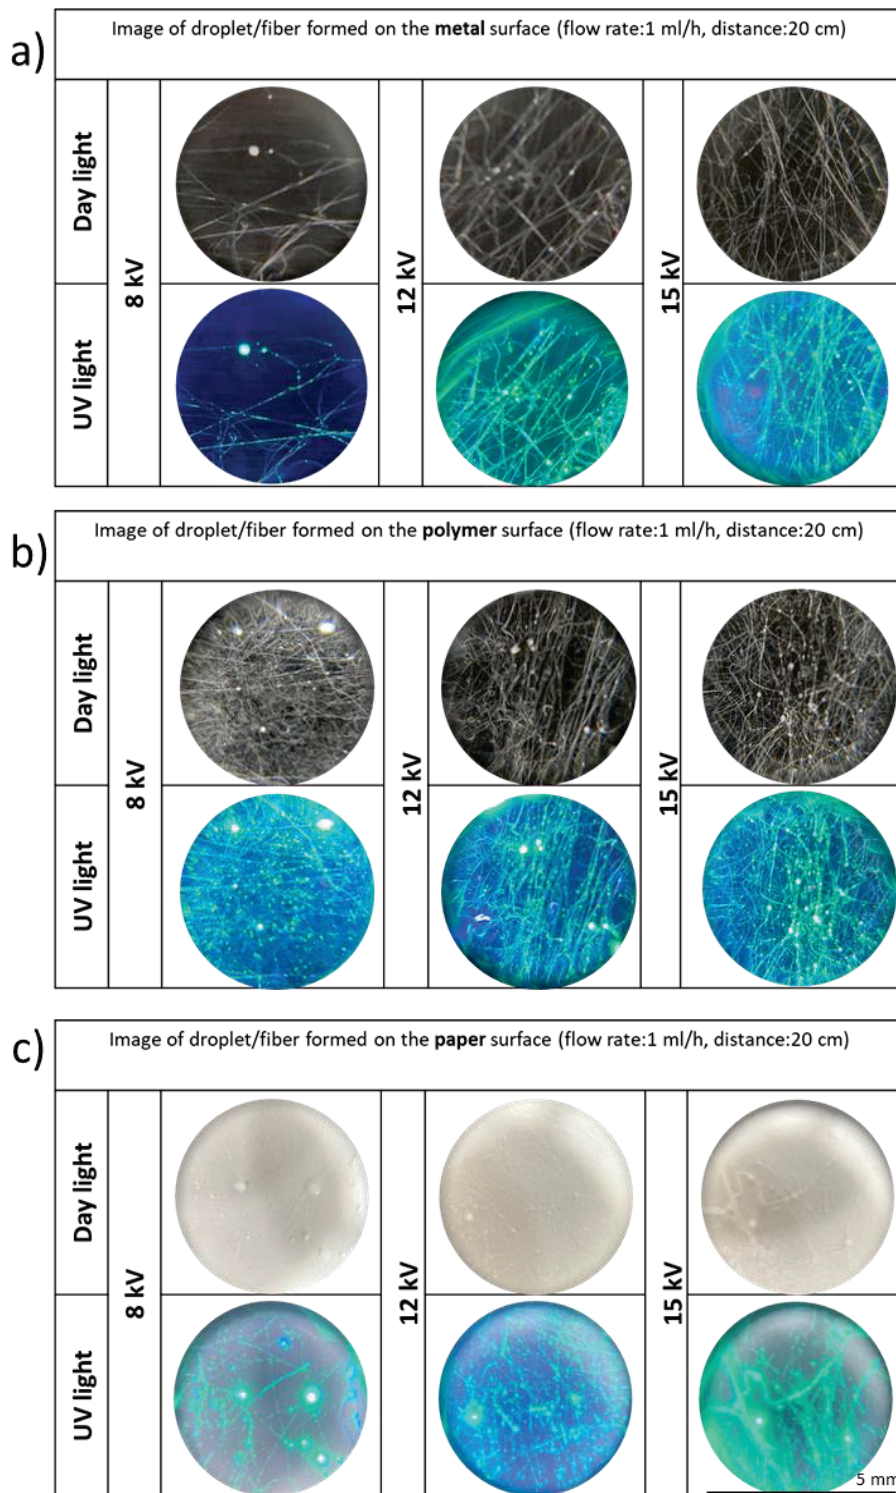 a)
Image of droplet/fiber formed on the metal surface (flow rate:1 ml/h, distance:20 cm)
Day light
UV light
8 kV
12 kV
15 kV
b)
Image of droplet/fiber formed on the polymer surface (flow rate:1 ml/h, distance:20 cm)
Day light
UV light
8 kV
12 kV
15 kV
c)
Image of droplet/fiber formed on the paper surface (flow rate:1 ml/h, distance:20 cm)
Day light
UV light
8 kV
12 kV
15 kV
5 mm